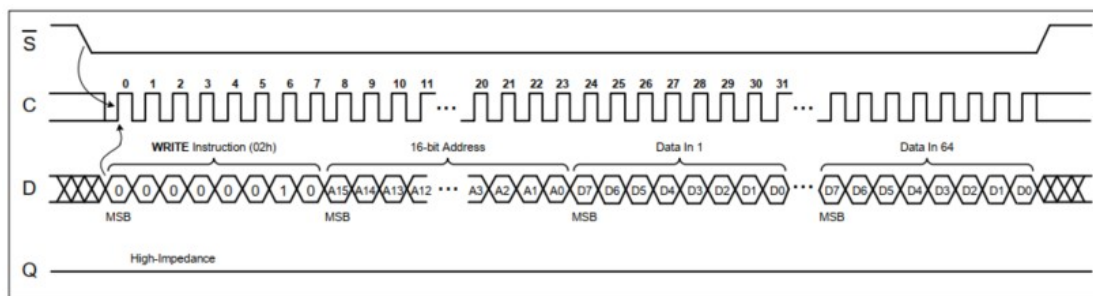 S
0 1 2 3 4 5 6 7 8 9 10 11 20 21 22 23 24 25 26 27 28 29 30 31
C ... ...
WRITE Instruction (02h) 16-bit Address Data In 1 Data In 64
D 0 0 0 0 0 0 1 0 A15 A14 A13 A12 ... A3 A2 A1 A0 D7 D6 D5 D4 D3 D2 D1 D0 ... D7 D6 D5 D4 D3 D2 D1 D0
MSB MSB MSB MSB
High-Impedance
Q